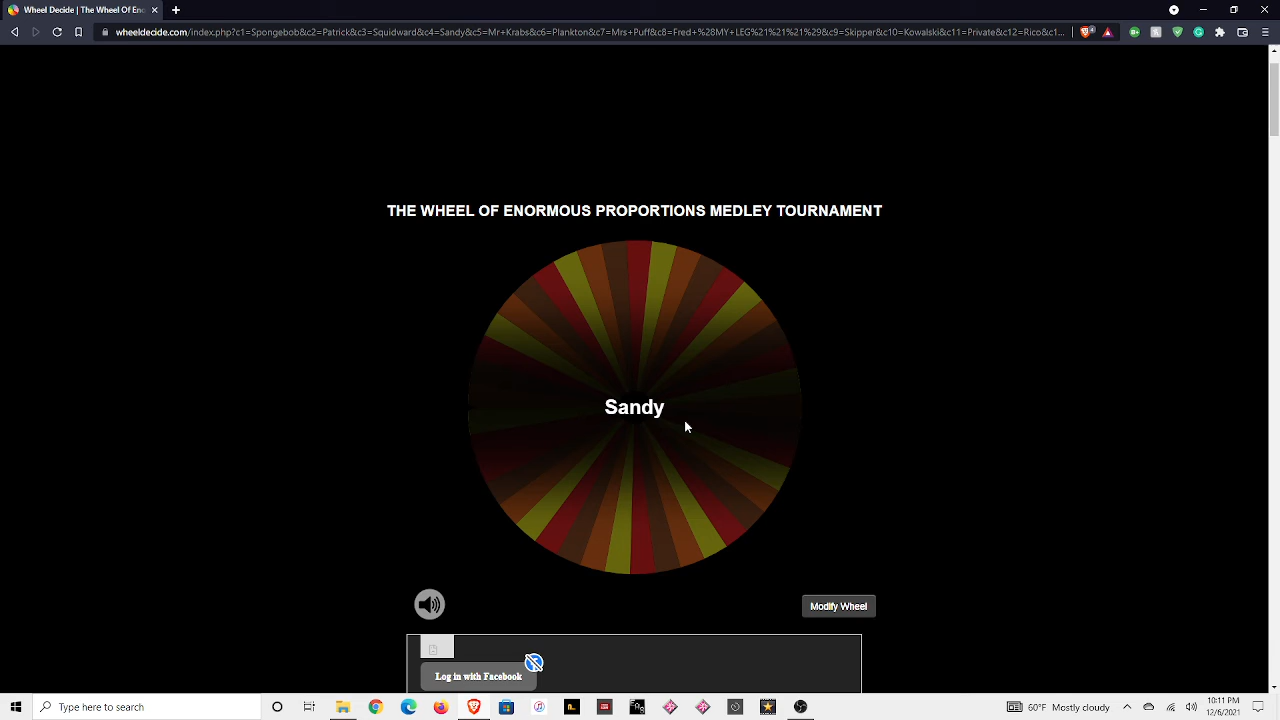 Wheel Decide | The Wheel Of Eno
wheeldecide.com/index.php?c1=Spongebob&c2=Patrick&c3=Squidward&c4=Sandy&c5=Mr+Krabs&c6=Plankton&c7=Mrs+Puff&c8=Fred+%28MY+LEG%21%21%21%29&c9=Skipper&c10=Kowalski&c11=Private&c12=Rico&c1...
THE WHEEL OF ENORMOUS PROPORTIONS MEDLEY TOURNAMENT
Sandy
Modify Wheel
Log in with Facebook
Type here to search
60°F Mostly cloudy
10:11 PM
12/6/2021